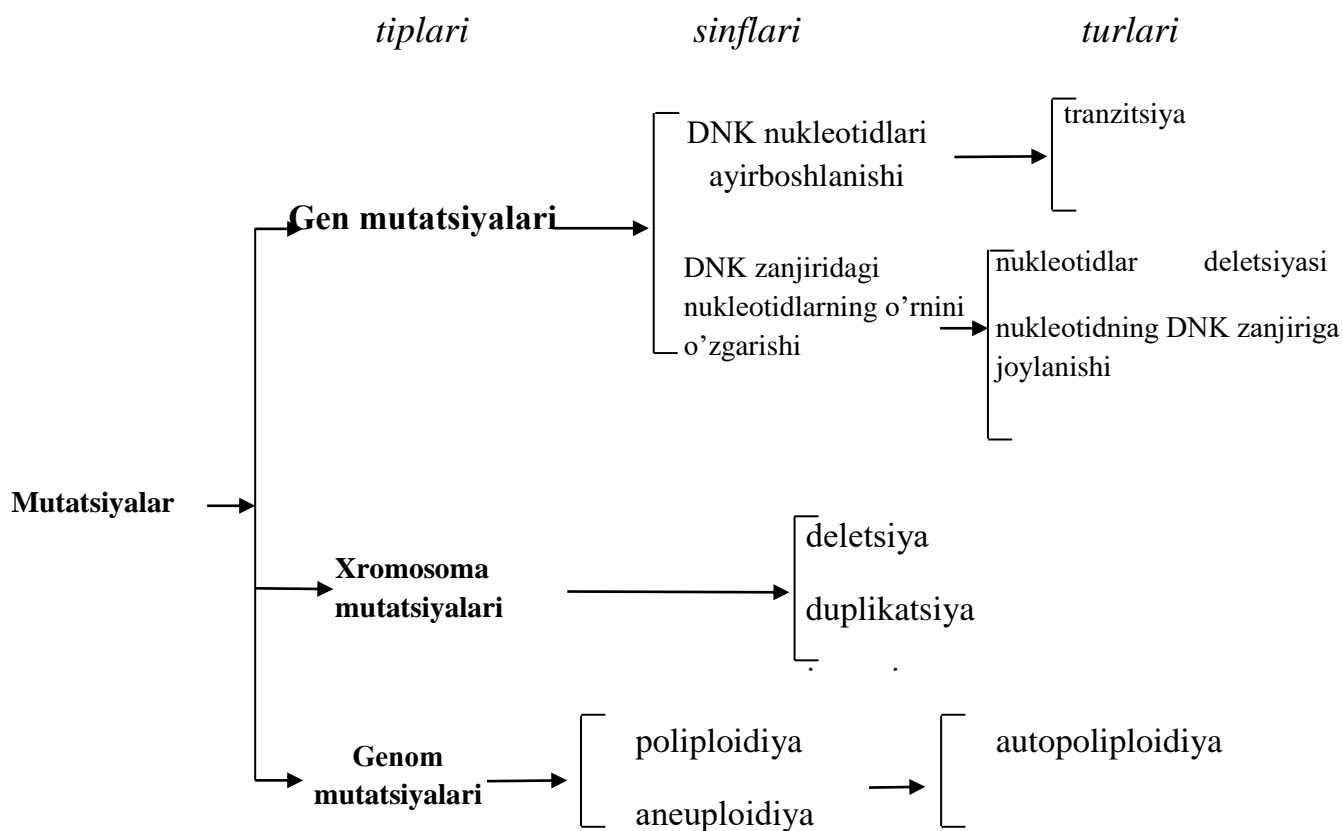 tiplari sinflari turlari
tranzitsiya
DNK nukleotidlari
ayirboshlanishi
Gen mutatsiyalari
DNK zanjiridagi
nukleotidlarning o’rnini
o’zgarishi
nukleotidlar deletsiyasi
nukleotidning DNK zanjiriga
joylanishi
Mutatsiyalar
deletsiya
Xromosoma
mutatsiyalari
duplikatsiya
poliploidiya
autopoliploidiya
Genom
mutatsiyalari
aneuploidiya